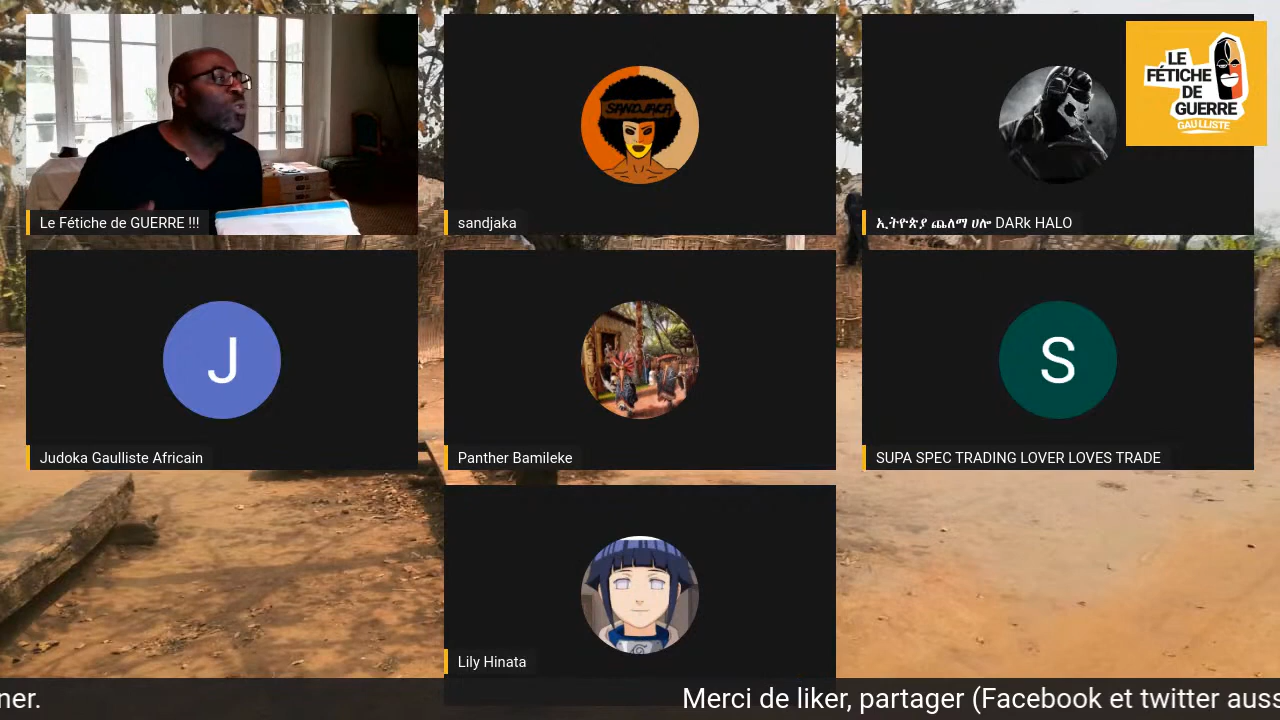 LE
FÉTICHE
DE
GUERRE
GAULLISTE
SANDJAKA
Le Fétiche de GUERRE !!!
sandjaka
ኢትዮጵያ ጨለማ ሀሎ DARk HALO
J
S
Judoka Gaulliste Africain
Panther Bamileke
SUPA SPEC TRADING LOVER LOVES TRADE
Lily Hinata
ner.
Merci de liker, partager (Facebook et twitter auss